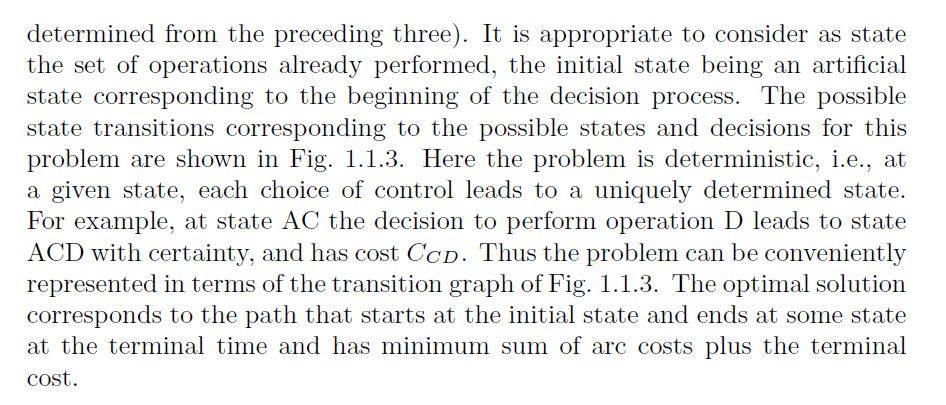 determined from the preceding three). It is appropriate to consider as state
the set of operations already performed, the initial state being an artificial
state corresponding to the beginning of the decision process. The possible
state transitions corresponding to the possible states and decisions for this
problem are shown in Fig. 1.1.3. Here the problem is deterministic, i.e., at
a given state, each choice of control leads to a uniquely determined state.
For example, at state AC the decision to perform operation D leads to state
ACD with certainty, and has cost C_{CD}. Thus the problem can be conveniently
represented in terms of the transition graph of Fig. 1.1.3. The optimal solution
corresponds to the path that starts at the initial state and ends at some state
at the terminal time and has minimum sum of arc costs plus the terminal
cost.